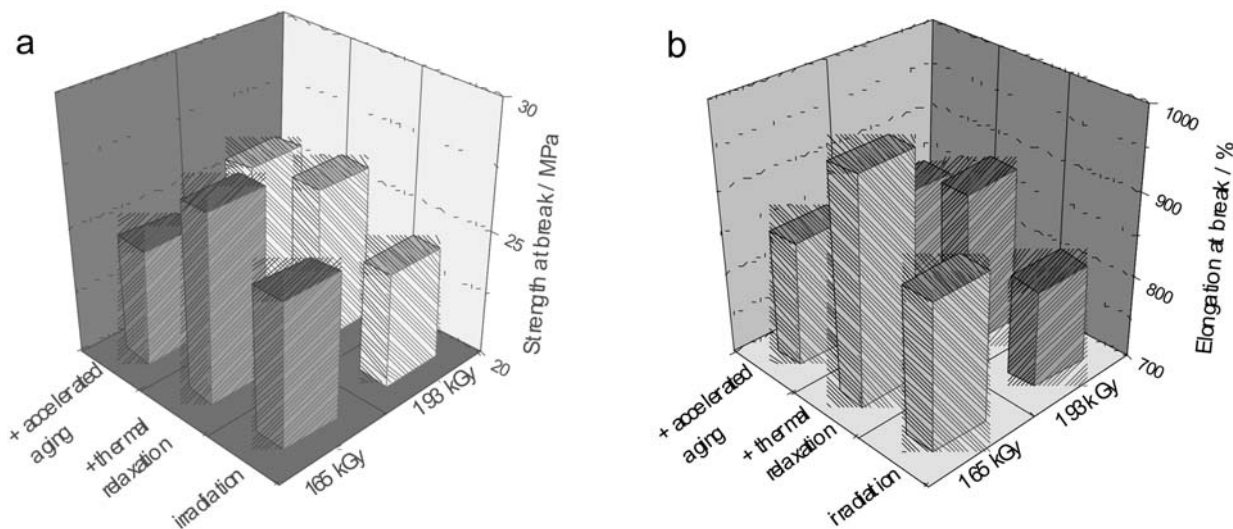 a
30
25
20
Strength at break / MPa
+ accelerated
aging
+ thermal
relaxation
irradiation
165 kGy
193 kGy
b
1000
900
800
700
Elongation at break / %
+ accelerated
aging
+ thermal
relaxation
irradiation
165 kGy
193 kGy